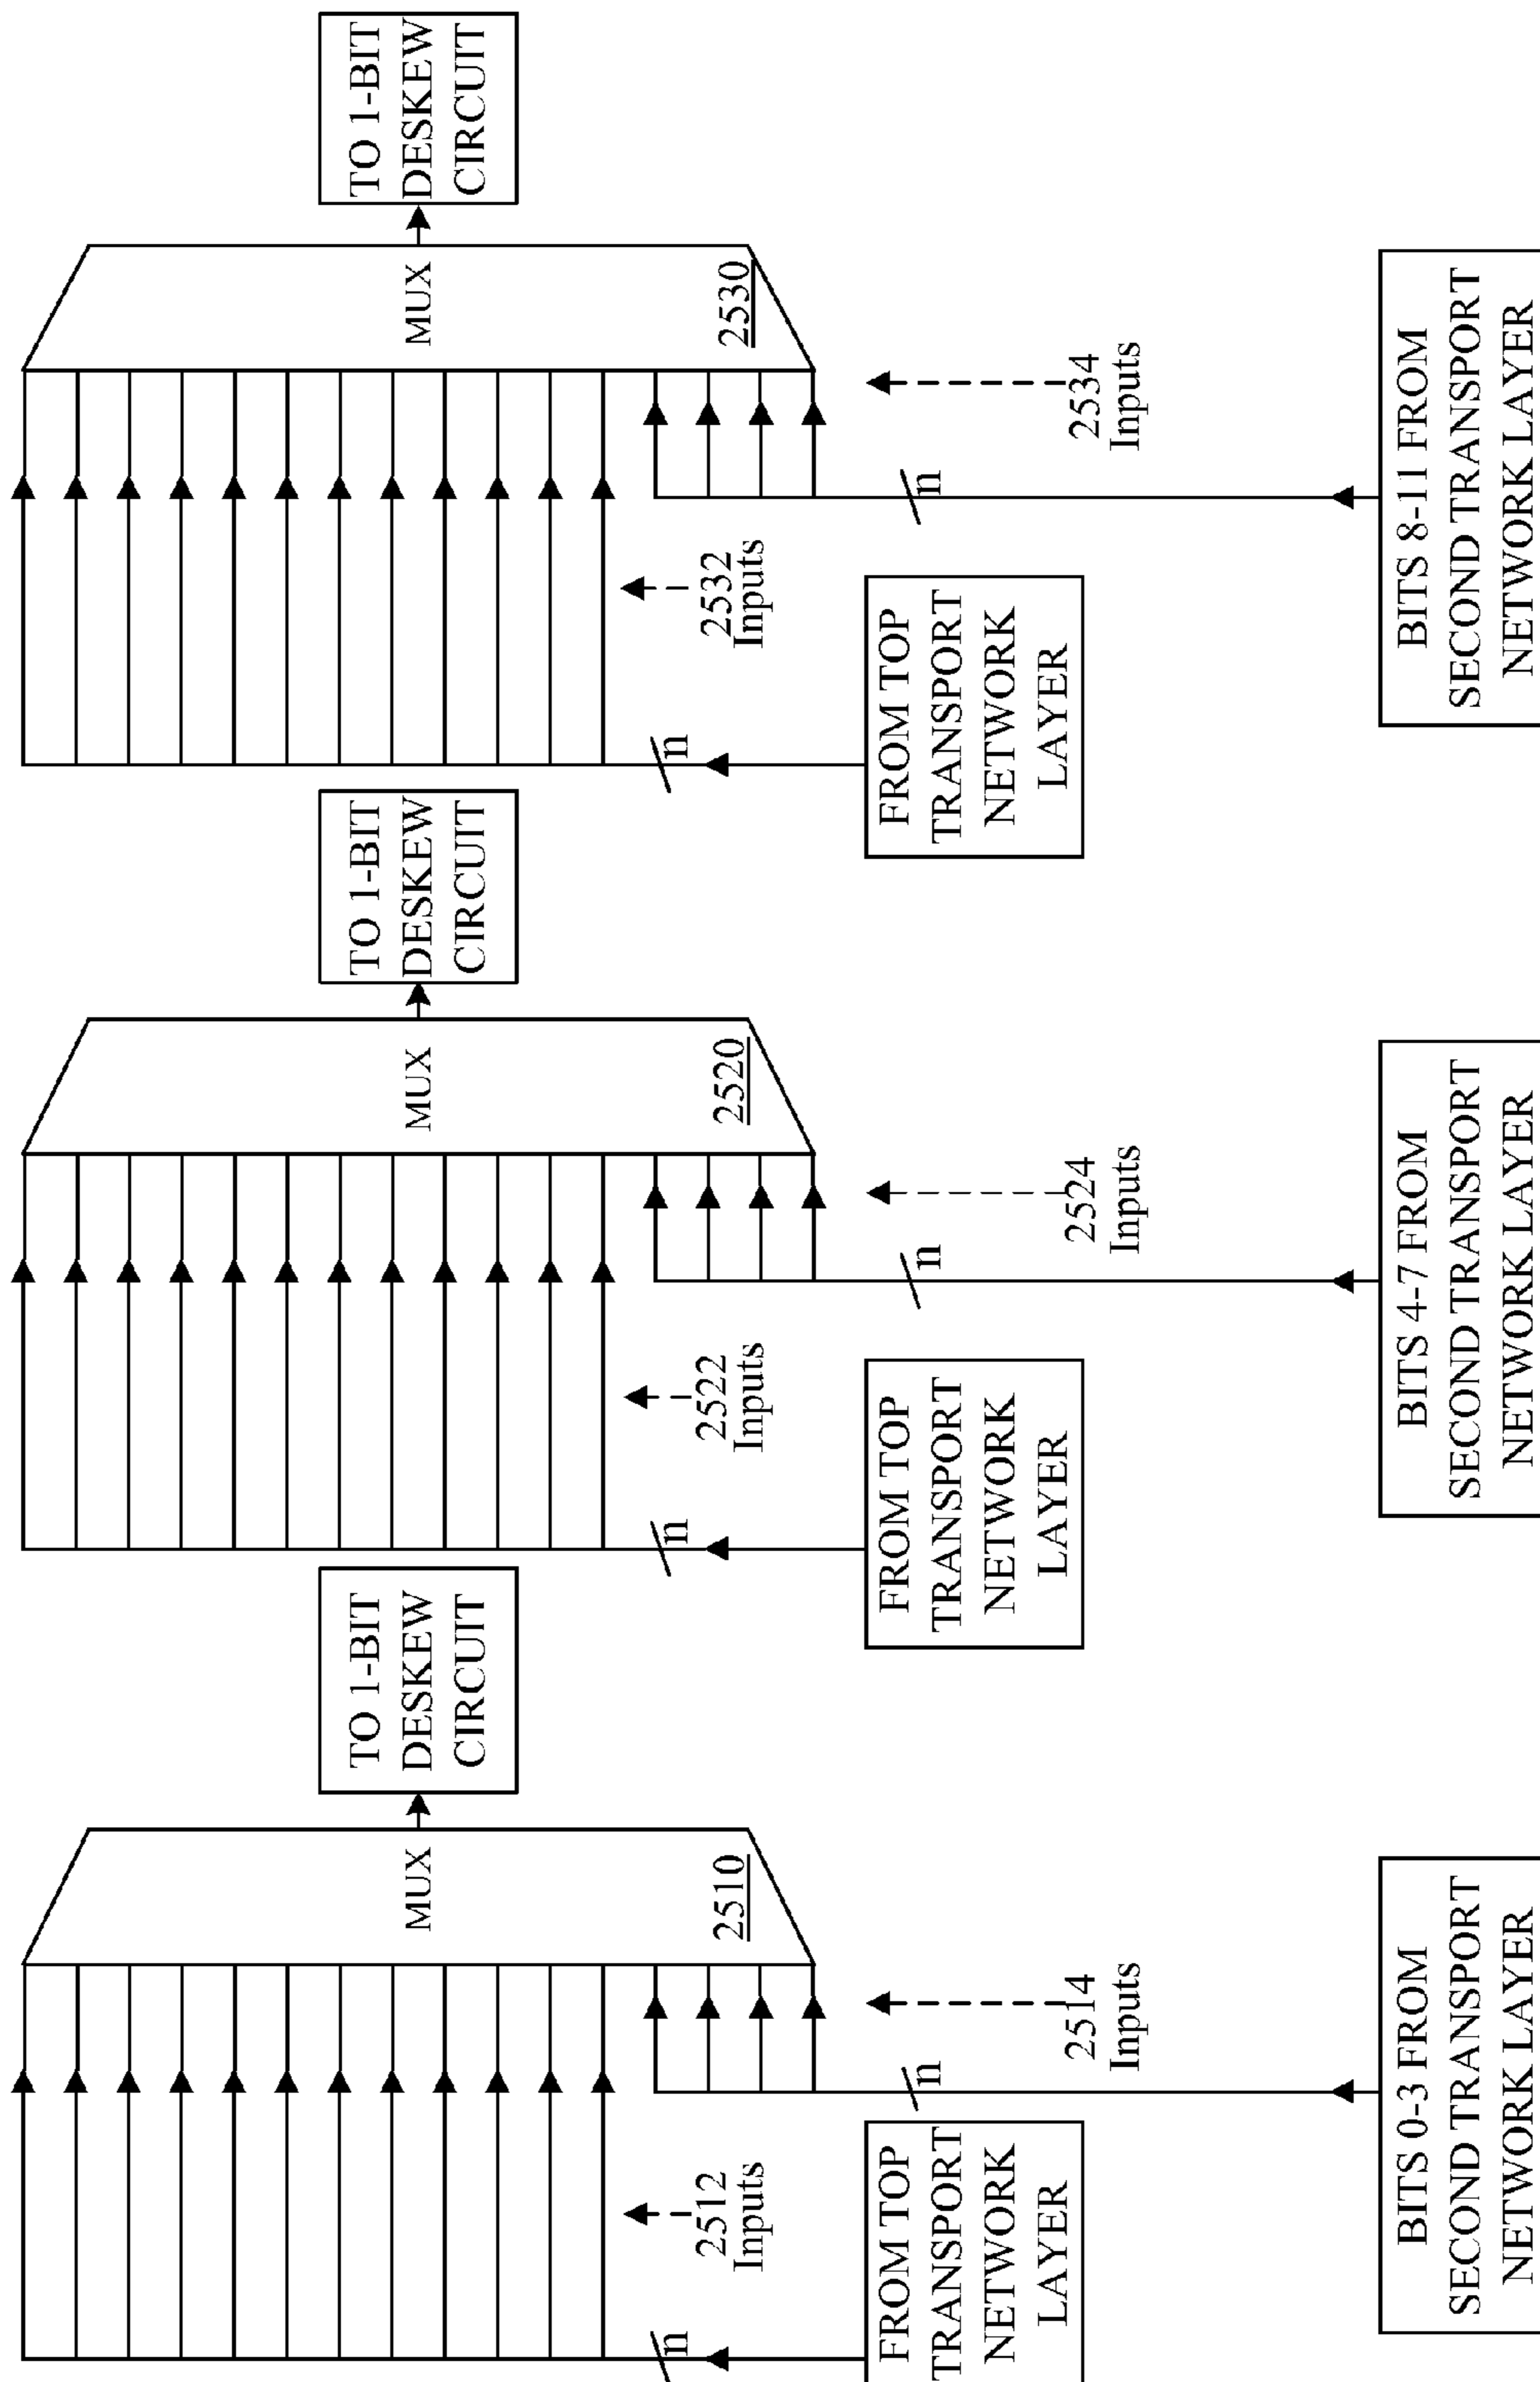 MUX
2510
TO 1-BIT
DESKEW
CIRCUIT
2512
Inputs
n
FROM TOP
TRANSPORT
NETWORK
LAYER
n
2514
Inputs
BITS 0-3 FROM
SECOND TRANSPORT
NETWORK LAYER
MUX
2520
TO 1-BIT
DESKEW
CIRCUIT
2522
Inputs
n
FROM TOP
TRANSPORT
NETWORK
LAYER
n
2524
Inputs
BITS 4-7 FROM
SECOND TRANSPORT
NETWORK LAYER
MUX
2530
TO 1-BIT
DESKEW
CIRCUIT
2532
Inputs
n
FROM TOP
TRANSPORT
NETWORK
LAYER
n
2534
Inputs
BITS 8-11 FROM
SECOND TRANSPORT
NETWORK LAYER